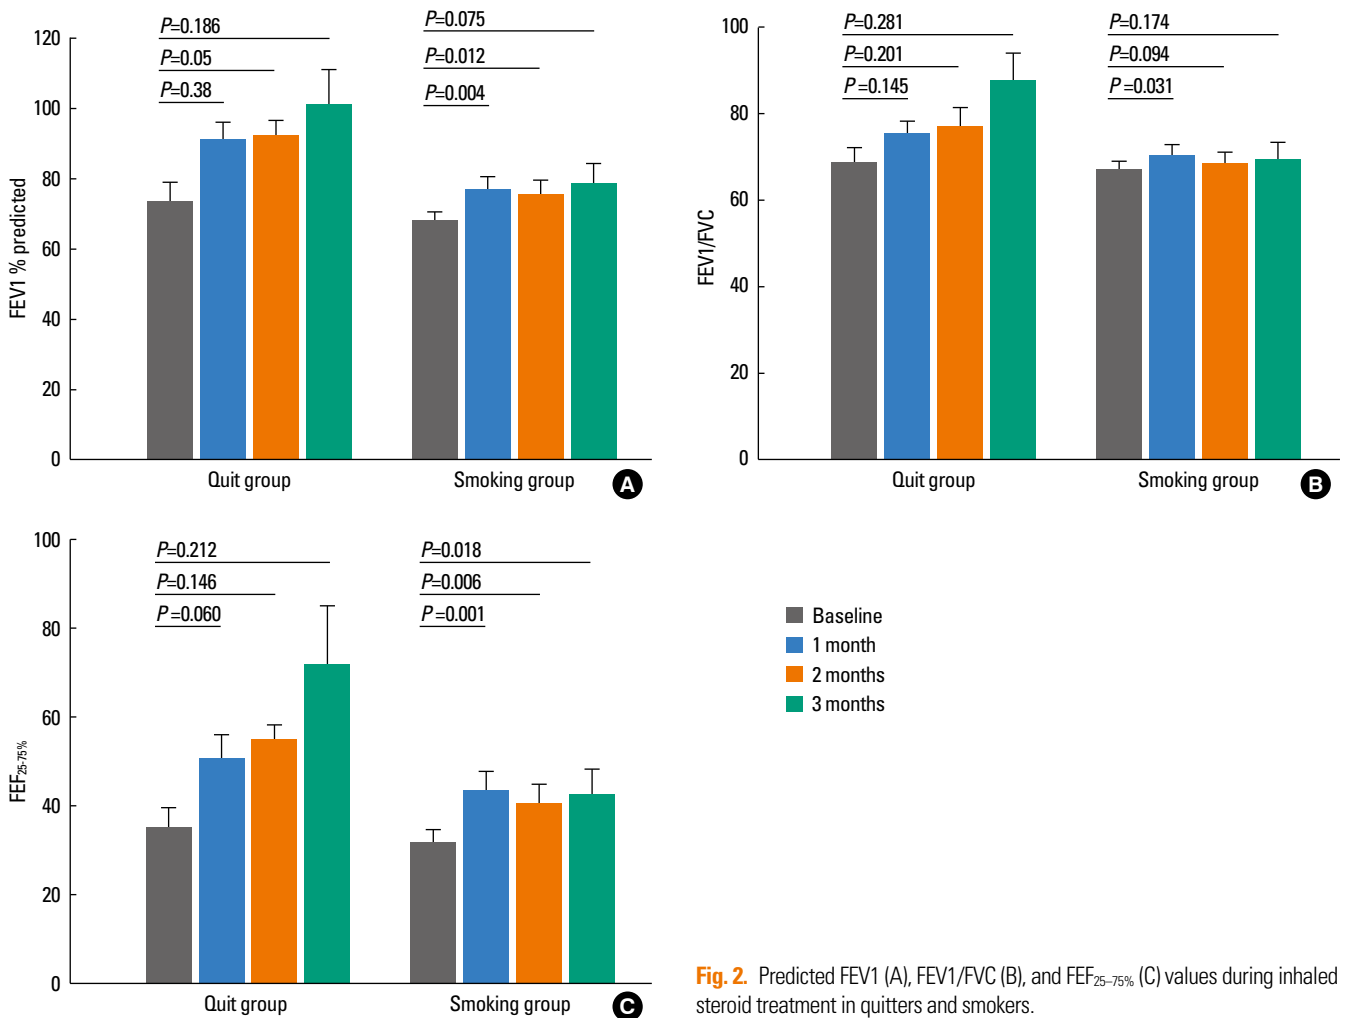 P=0.186
P=0.05
P=0.38
P=0.075
P=0.012
P=0.004
120
100
80
60
40
20
0
FEV1 % predicted
Quit group
Smoking group
A
P=0.281
P=0.201
P =0.145
P=0.174
P=0.094
P =0.031
100
80
60
40
20
0
FEV1/FVC
Quit group
Smoking group
B
P=0.212
P=0.146
P =0.060
P=0.018
P=0.006
P =0.001
100
80
60
40
20
0
FEF25-75%
Quit group
Smoking group
C
Baseline
1 month
2 months
3 months
Fig. 2. Predicted FEV1 (A), FEV1/FVC (B), and FEF25–75% (C) values during inhaled
steroid treatment in quitters and smokers.